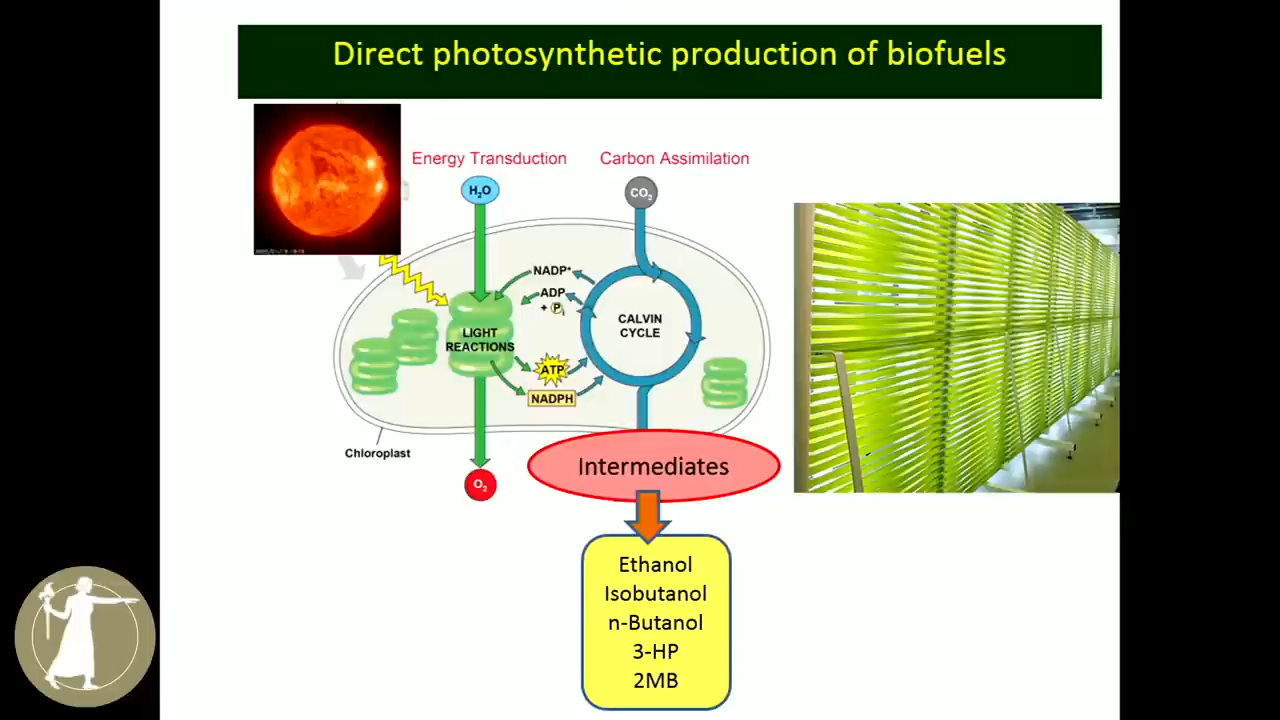 Direct photosynthetic production of biofuels
Energy Transduction
Carbon Assimilation
H₂O
CO₂
NADP⁺
ADP
+ Pᵢ
LIGHT
REACTIONS
CALVIN
CYCLE
ATP
NADPH
Chloroplast
O₂
Intermediates
Ethanol
Isobutanol
n-Butanol
3-HP
2MB